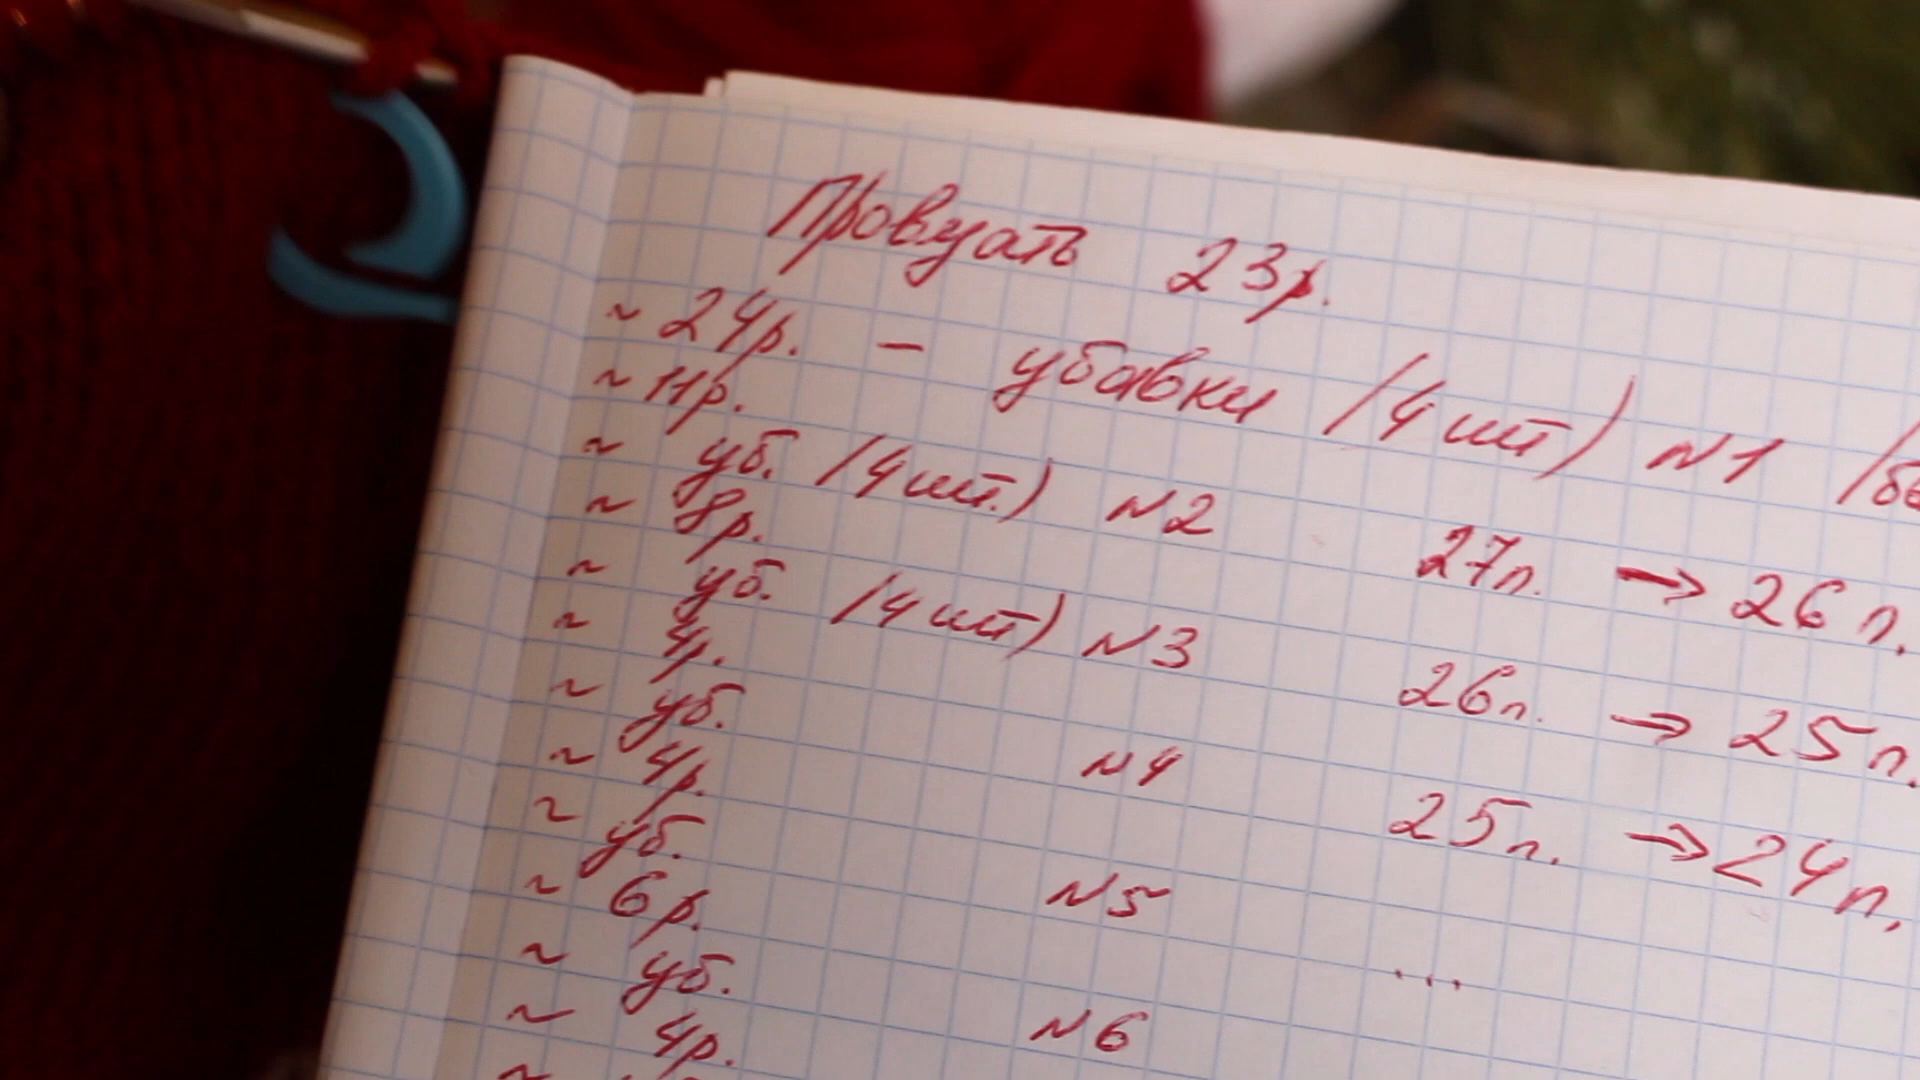 Провязать 23р.
~ 24р. – убавки (4шт) №1
~ 11р.
~ уб. (4шт.) №2 27п. → 26п.
~ 8р.
~ уб. (4шт) №3 26п. → 25п.
~ 4р.
~ уб. №4 25п. → 24п.
~ 4р.
~ уб. №5 ...
~ 6р.
~ уб. №6
~ 4р.